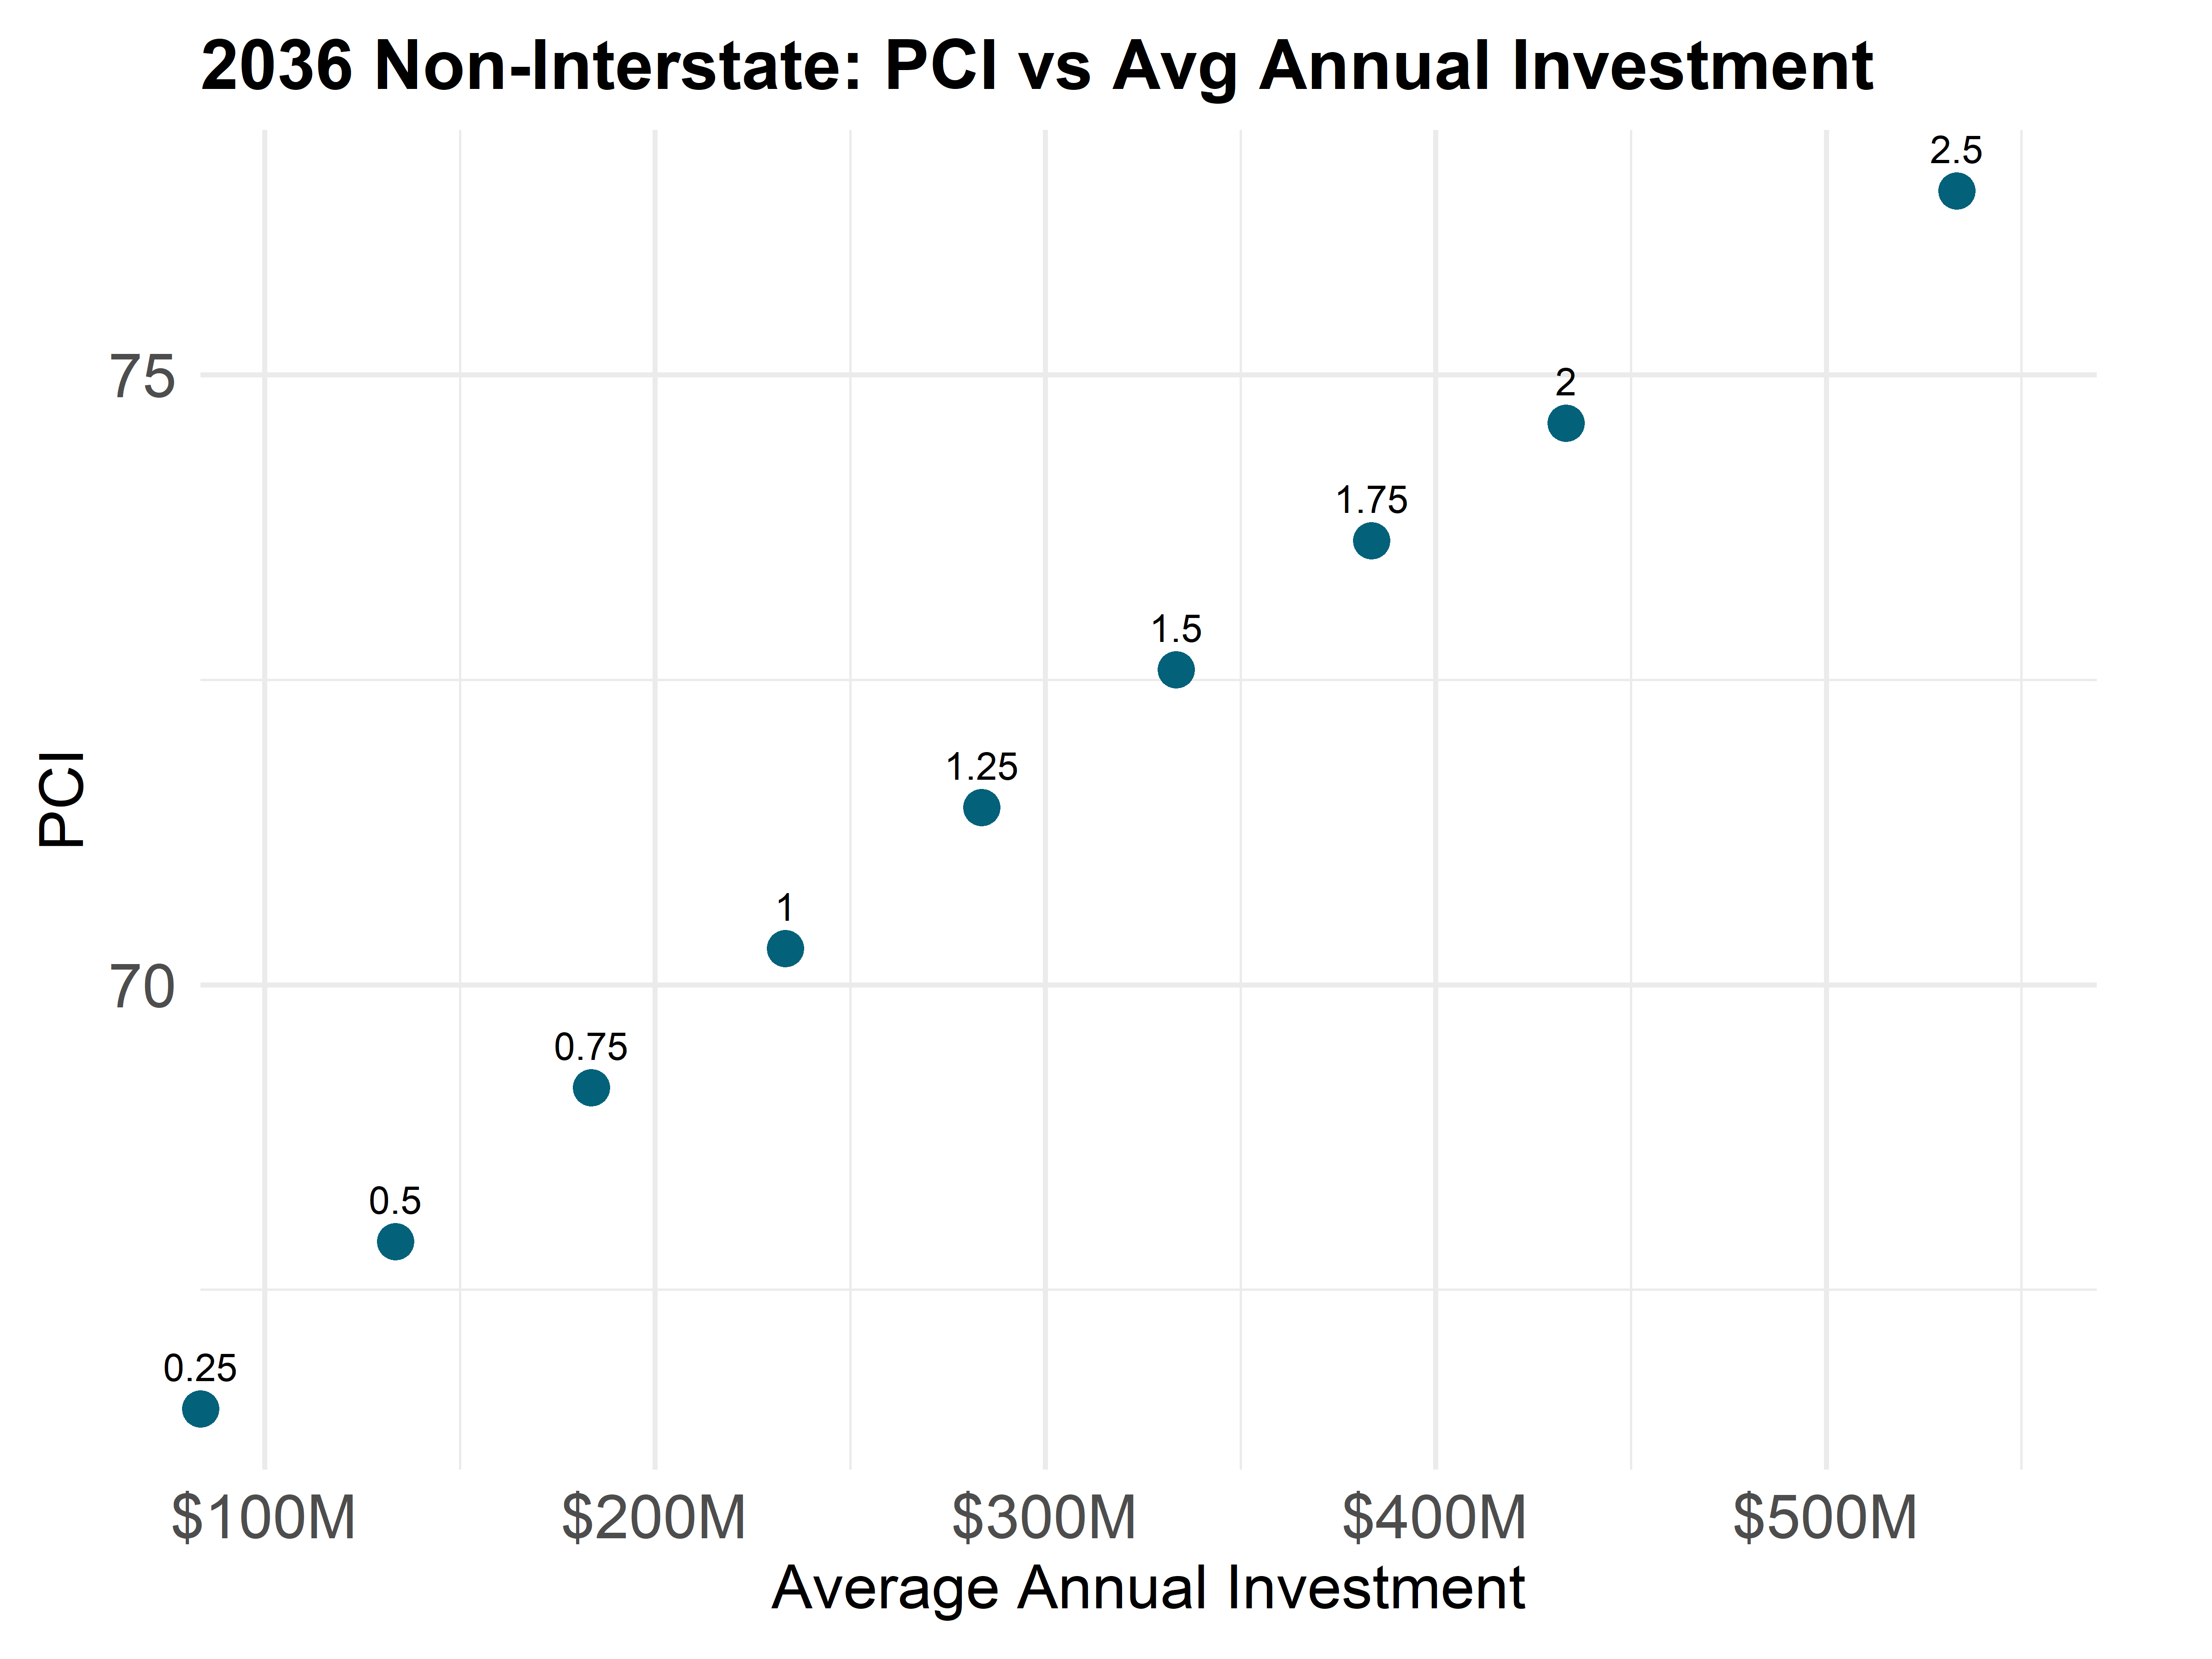 2036 Non-Interstate: PCI vs Avg Annual Investment
2.5
75
2
1.75
1.5
PCI
1.25
1
70
0.75
0.5
0.25
$100M $200M $300M $400M $500M
Average Annual Investment